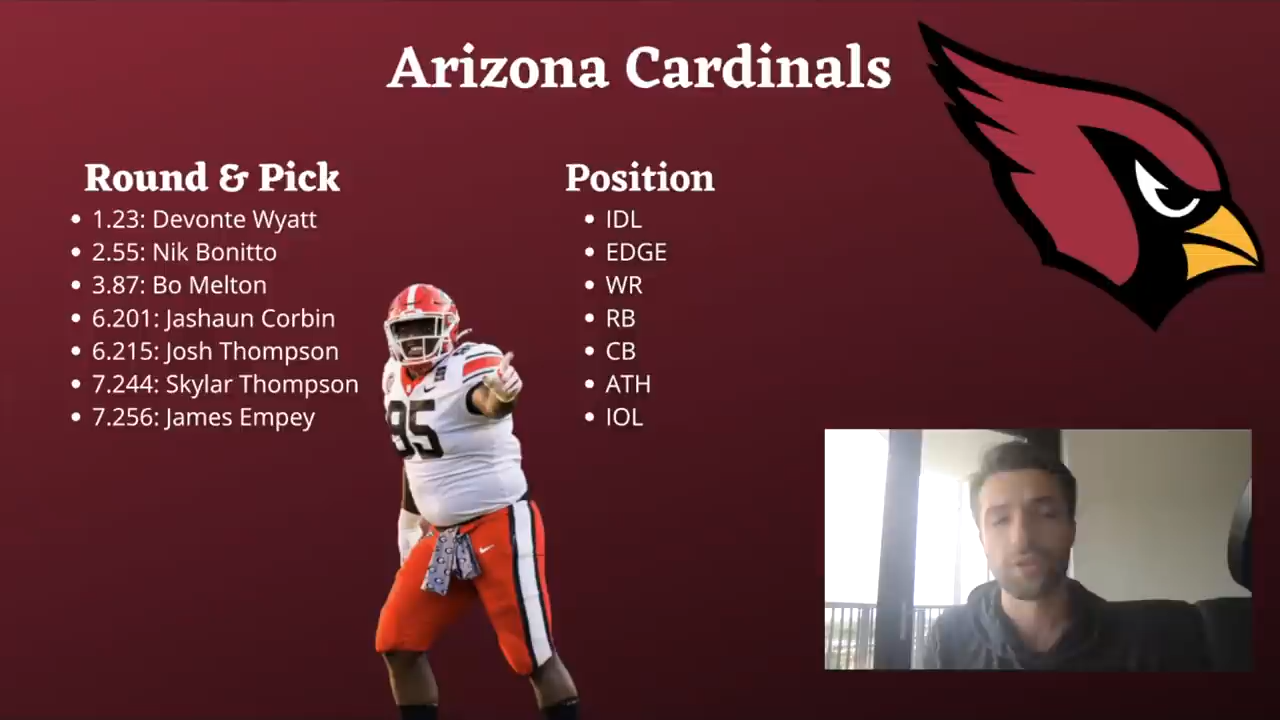 Arizona Cardinals
Round & Pick
1.23: Devonte Wyatt
2.55: Nik Bonitto
3.87: Bo Melton
6.201: Jashaun Corbin
6.215: Josh Thompson
7.244: Skylar Thompson
7.256: James Empey
Position
IDL
EDGE
WR
RB
CB
ATH
IOL
95